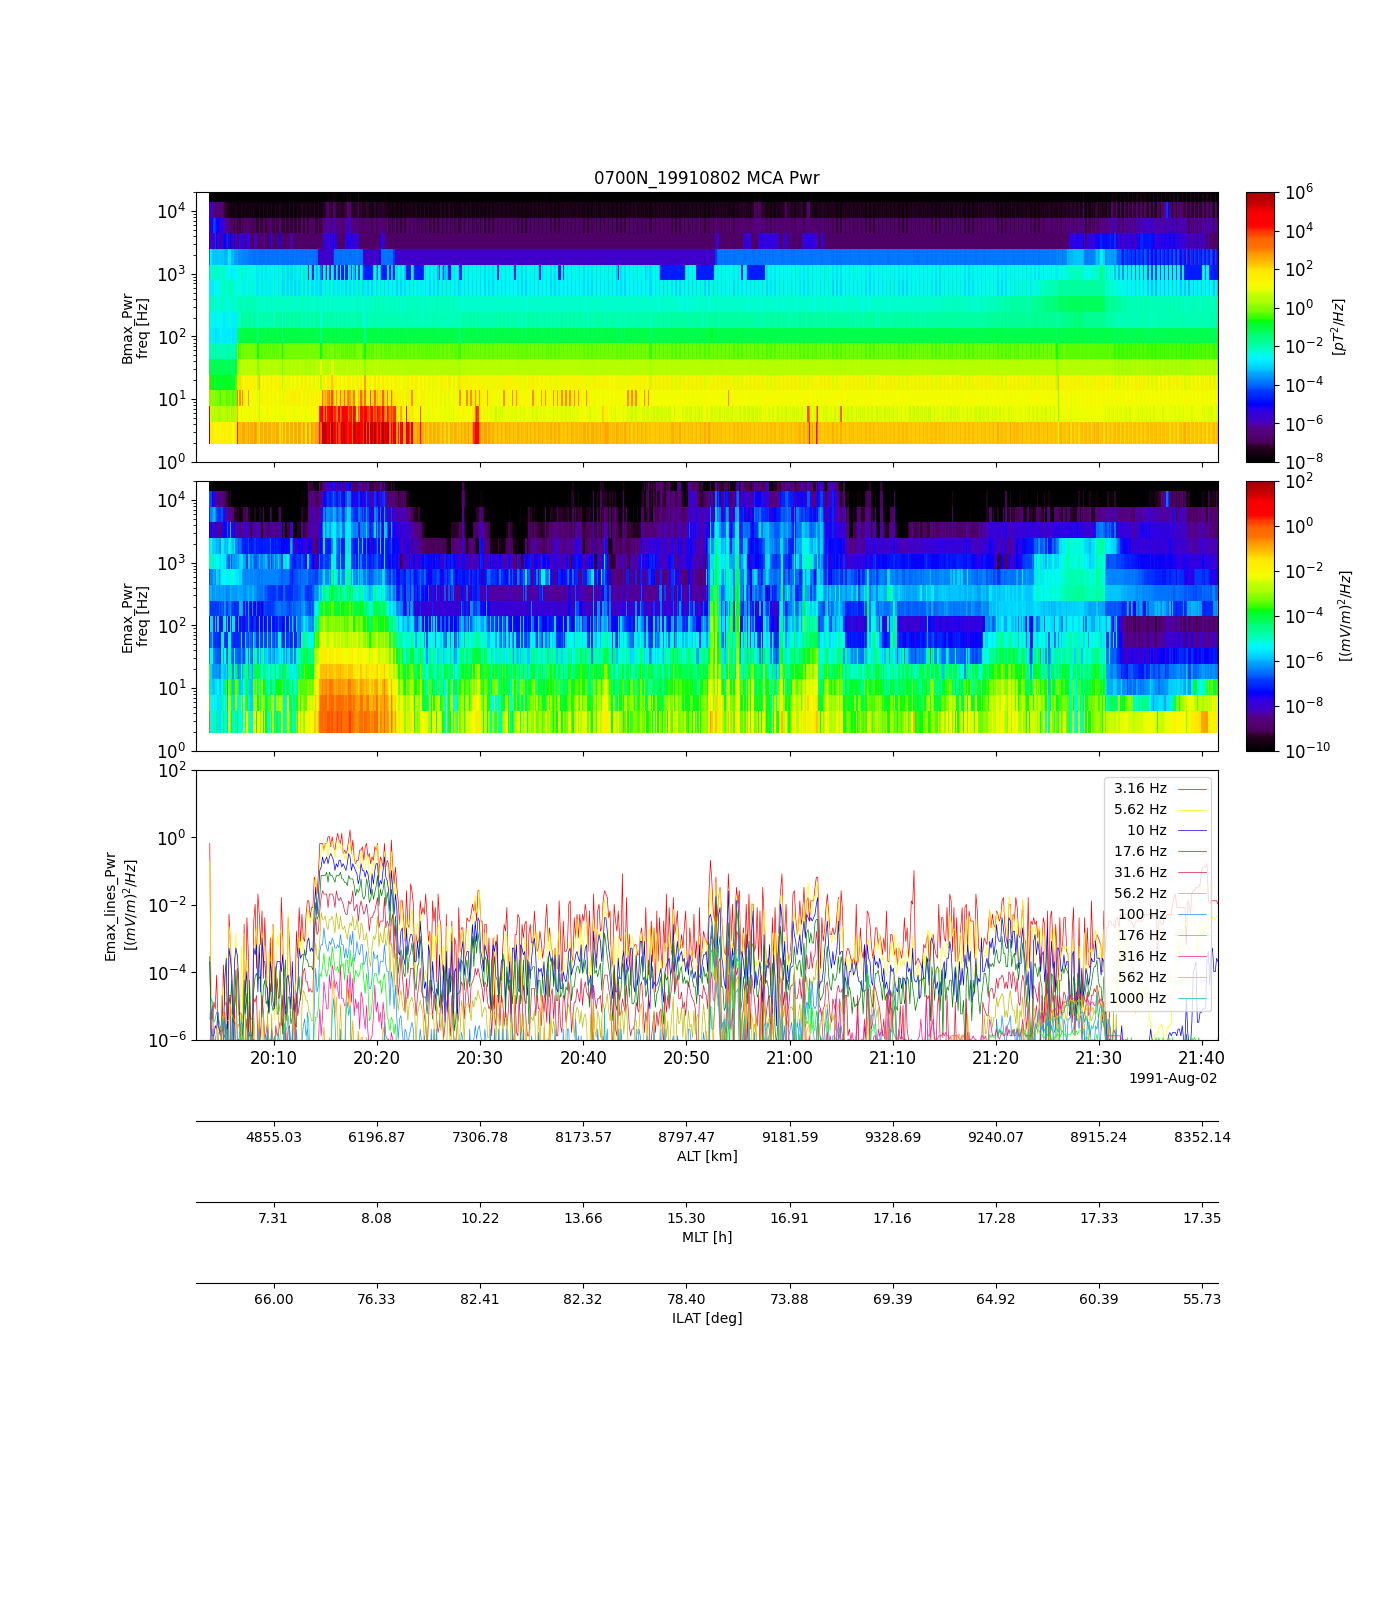 0700N_19910802 MCA Pwr
Bmax_Pwr
freq [Hz]
10^4
10^3
10^2
10^1
10^0
10^6
10^4
10^2
10^0
10^-2
10^-4
10^-6
10^-8
[pT^2/Hz]
Emax_Pwr
freq [Hz]
10^4
10^3
10^2
10^1
10^0
10^2
10^0
10^-2
10^-4
10^-6
10^-8
10^-10
[(mV/m)^2/Hz]
Emax_lines_Pwr
[(mV/m)^2/Hz]
10^2
10^0
10^-2
10^-4
10^-6
3.16 Hz
5.62 Hz
10 Hz
17.6 Hz
31.6 Hz
56.2 Hz
100 Hz
176 Hz
316 Hz
562 Hz
1000 Hz
20:10 20:20 20:30 20:40 20:50 21:00 21:10 21:20 21:30 21:40
1991-Aug-02
4855.03 6196.87 7306.78 8173.57 8797.47 9181.59 9328.69 9240.07 8915.24 8352.14
ALT [km]
7.31 8.08 10.22 13.66 15.30 16.91 17.16 17.28 17.33 17.35
MLT [h]
66.00 76.33 82.41 82.32 78.40 73.88 69.39 64.92 60.39 55.73
ILAT [deg]